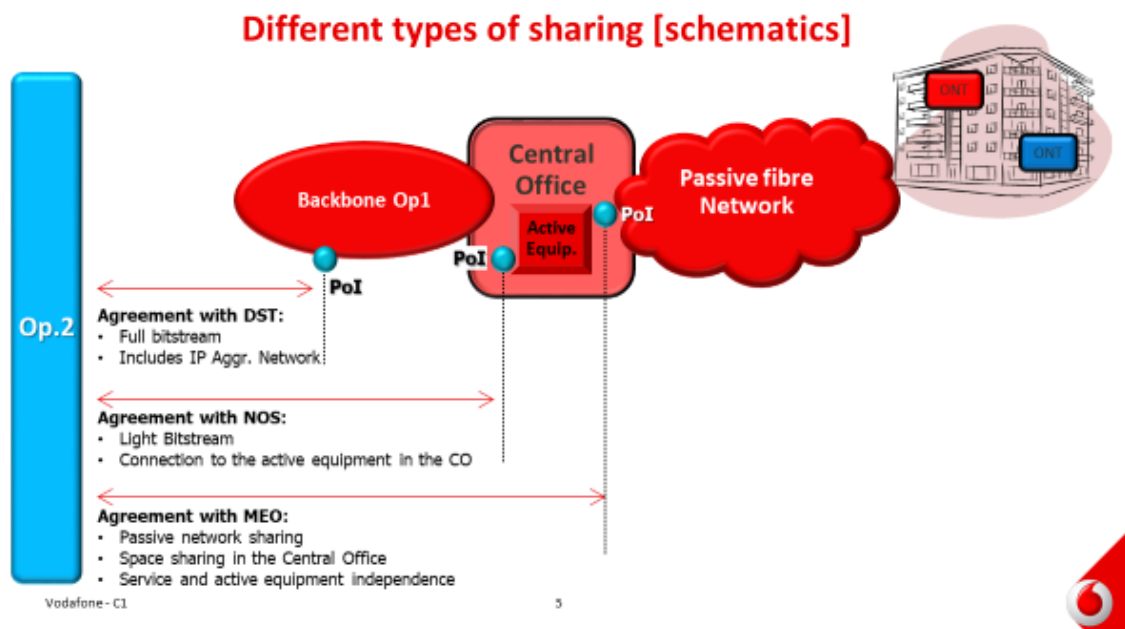 Different types of sharing [schematics]
ONT
ONT
Central
Office
Passive fibre
Network
Backbone Op1
Active
Equip.
PoI
PoI
PoI
Op.2
Agreement with DST:
• Full bitstream
• Includes IP Aggr. Network
Agreement with NOS:
• Light Bitstream
• Connection to the active equipment in the CO
Agreement with MEO:
• Passive network sharing
• Space sharing in the Central Office
• Service and active equipment independence
Vodafone - C1
5